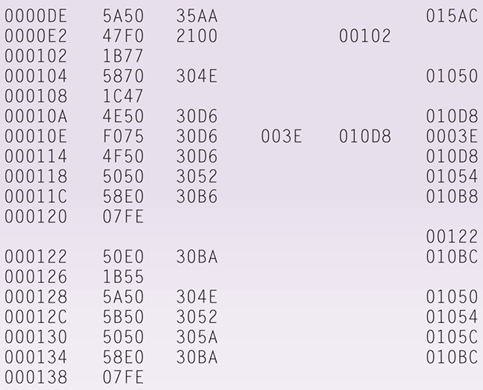 0000DE 5A50 35AA 015AC
0000E2 47F0 2100 00102
000102 1B77
000104 5870 304E 01050
000108 1C47
00010A 4E50 30D6 010D8
00010E F075 30D6 003E 010D8 0003E
000114 4F50 30D6 010D8
000118 5050 3052 01054
00011C 58E0 30B6 010B8
000120 07FE
00122
000122 50E0 30BA 010BC
000126 1B55
000128 5A50 304E 01050
00012C 5B50 3052 01054
000130 5050 305A 0105C
000134 58E0 30BA 010BC
000138 07FE